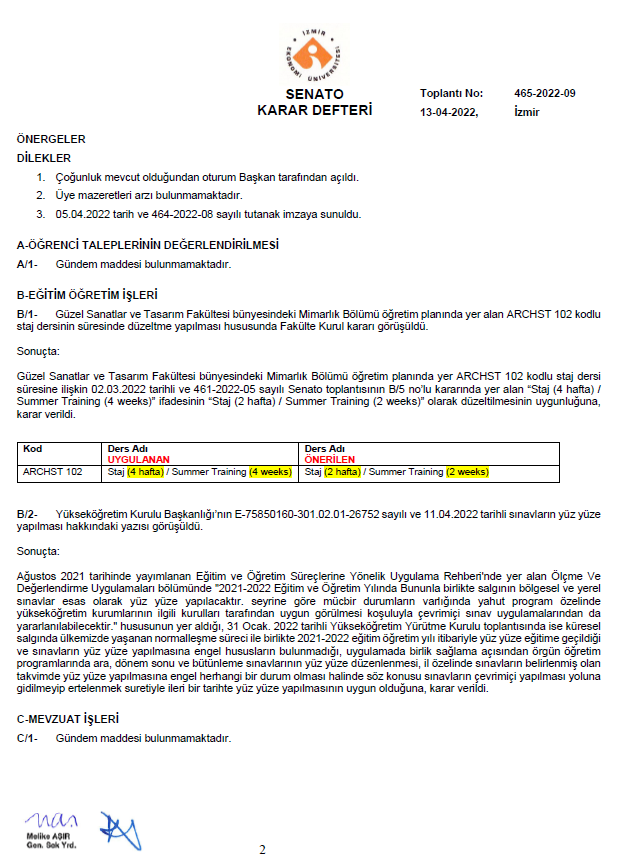 İZMİR
EKONOMİ ÜNİVERSİTESİ
SENATO
KARAR DEFTERİ
Toplantı No: 465-2022-09
13-04-2022, İzmir
ÖNERGELER
DİLEKLER
1. Çoğunluk mevcut olduğundan oturum Başkan tarafından açıldı.
2. Üye mazeretleri arzı bulunmamaktadır.
3. 05.04.2022 tarih ve 464-2022-08 sayılı tutanak imzaya sunuldu.
A-ÖĞRENCİ TALEPLERİNİN DEĞERLENDİRİLMESİ
A/1- Gündem maddesi bulunmamaktadır.
B-EĞİTİM ÖĞRETİM İŞLERİ
B/1- Güzel Sanatlar ve Tasarım Fakültesi bünyesindeki Mimarlık Bölümü öğretim planında yer alan ARCHST 102 kodlu
staj dersinin süresinde düzeltme yapılması hususunda Fakülte Kurul kararı görüşüldü.
Sonuçta:
Güzel Sanatlar ve Tasarım Fakültesi bünyesindeki Mimarlık Bölümü öğretim planında yer ARCHST 102 kodlu staj dersi
süresine ilişkin 02.03.2022 tarihli ve 461-2022-05 sayılı Senato toplantısının B/5 no'lu kararında yer alan “Staj (4 hafta) /
Summer Training (4 weeks)” ifadesinin “Staj (2 hafta) / Summer Training (2 weeks)” olarak düzeltilmesinin uygunluğuna,
karar verildi.
Kod Ders Adı Ders Adı
UYGULANAN ÖNERİLEN
ARCHST 102 Staj (4 hafta) / Summer Training (4 weeks) Staj (2 hafta) / Summer Training (2 weeks)
B/2- Yükseköğretim Kurulu Başkanlığı'nın E-75850160-301.02.01-26752 sayılı ve 11.04.2022 tarihli sınavların yüz yüze
yapılması hakkındaki yazısı görüşüldü.
Sonuçta:
Ağustos 2021 tarihinde yayımlanan Eğitim ve Öğretim Süreçlerine Yönelik Uygulama Rehberi'nde yer alan Ölçme Ve
Değerlendirme Uygulamaları bölümünde "2021-2022 Eğitim ve Öğretim Yılında Bununla birlikte salgının bölgesel ve yerel
sınavlar esas olarak yüz yüze yapılacaktır. seyrine göre mücbir durumların varlığında yahut program özelinde
yükseköğretim kurumlarının ilgili kurulları tarafından uygun görülmesi koşuluyla çevrimiçi sınav uygulamalarından da
yararlanılabilecektir." hususunun yer aldığı, 31 Ocak. 2022 tarihli Yükseköğretim Yürütme Kurulu toplantısında ise küresel
salgında ülkemizde yaşanan normalleşme süreci ile birlikte 2021-2022 eğitim öğretim yılı itibariyle yüz yüze eğitime geçildiği
ve sınavların yüz yüze yapılmasına engel hususların bulunmadığı, uygulamada birlik sağlama açısından örgün öğretim
programlarında ara, dönem sonu ve bütünleme sınavlarının yüz yüze düzenlenmesi, il özelinde sınavların belirlenmiş olan
takvimde yüz yüze yapılmasına engel herhangi bir durum olması halinde söz konusu sınavların çevrimiçi yapılması yoluna
gidilmeyip ertelenmek suretiyle ileri bir tarihte yüz yüze yapılmasının uygun olduğuna, karar verildi.
C-MEVZUAT İŞLERİ
C/1- Gündem maddesi bulunmamaktadır.
Melike AŞIR
Gen. Sek Yrd.
2